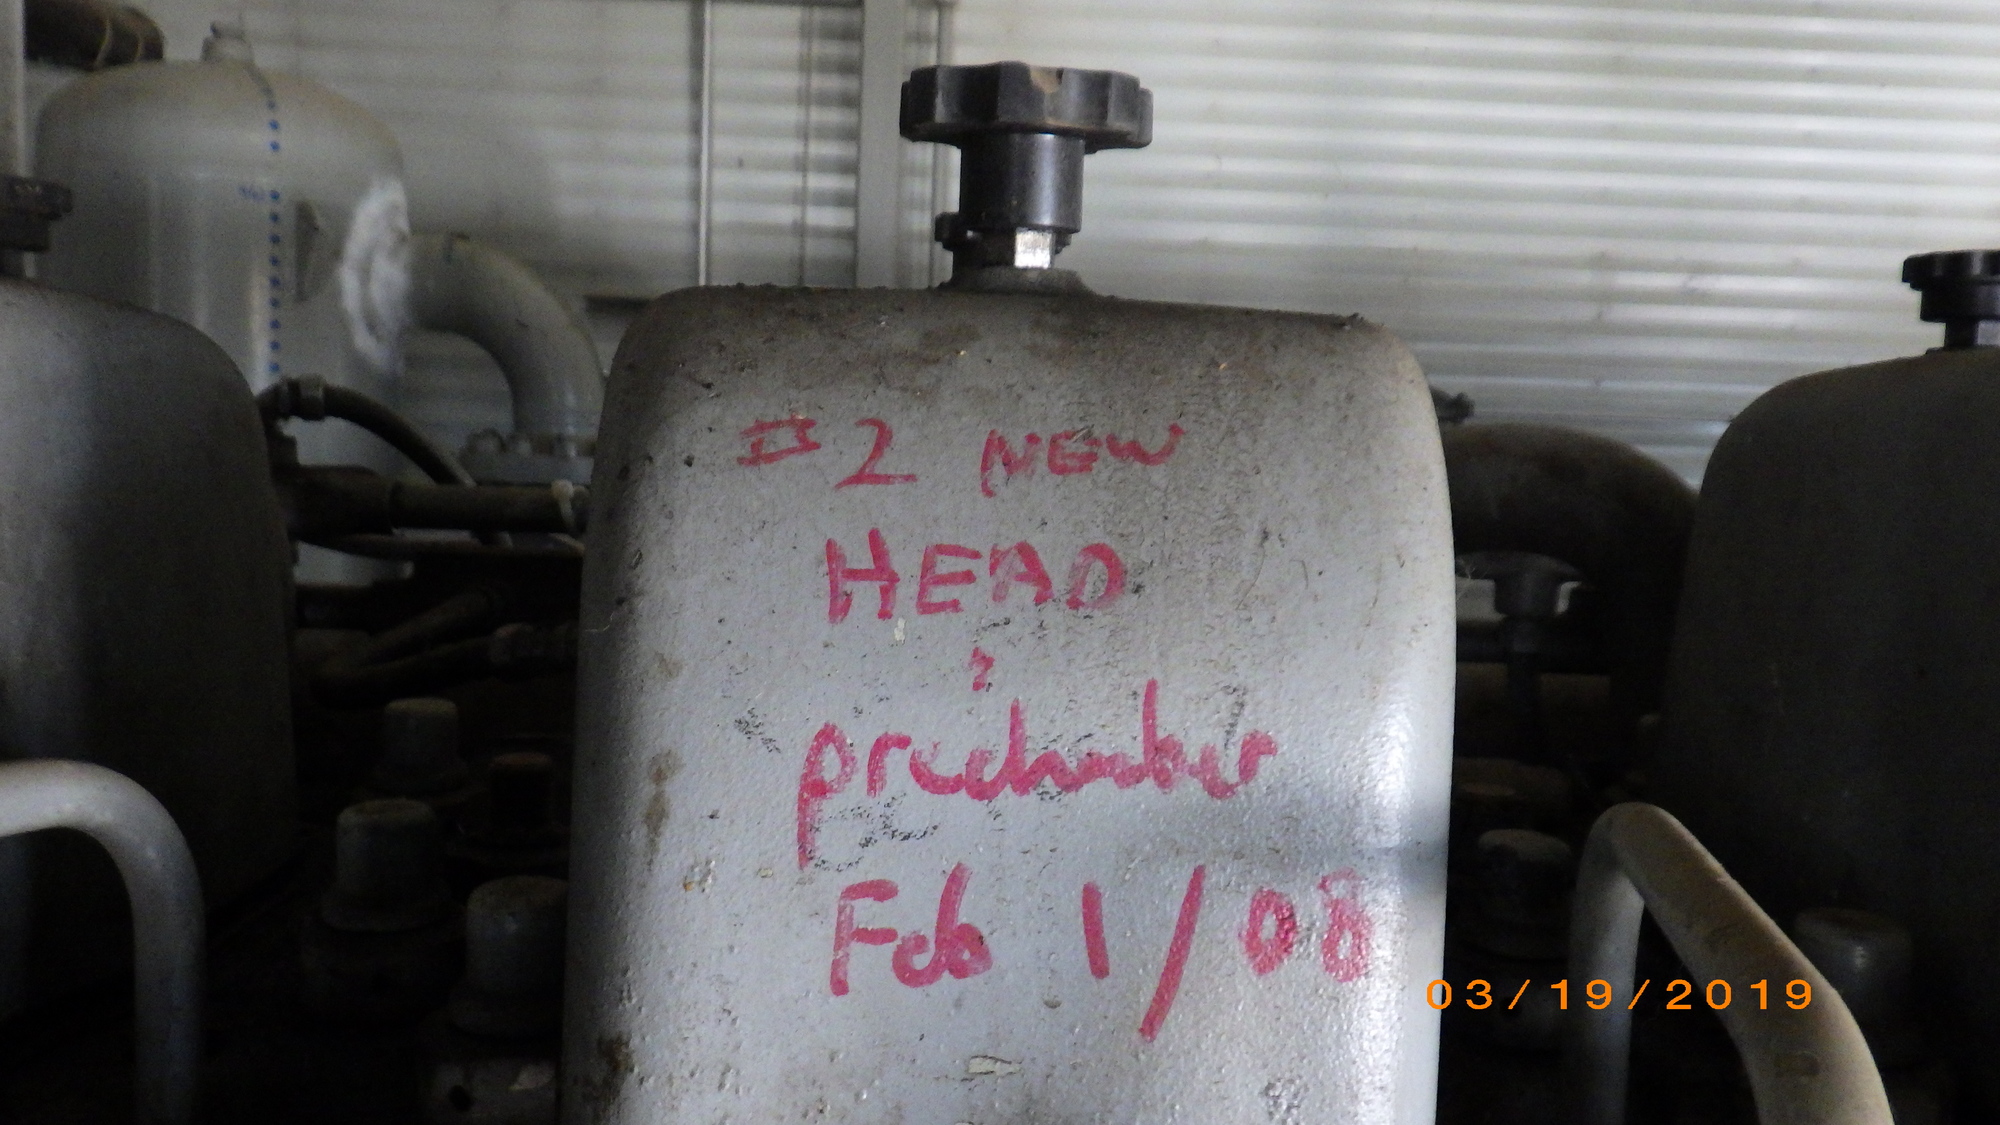 #2 NEW
HEAD
&
prechamber
Feb 1/08
03/19/2019